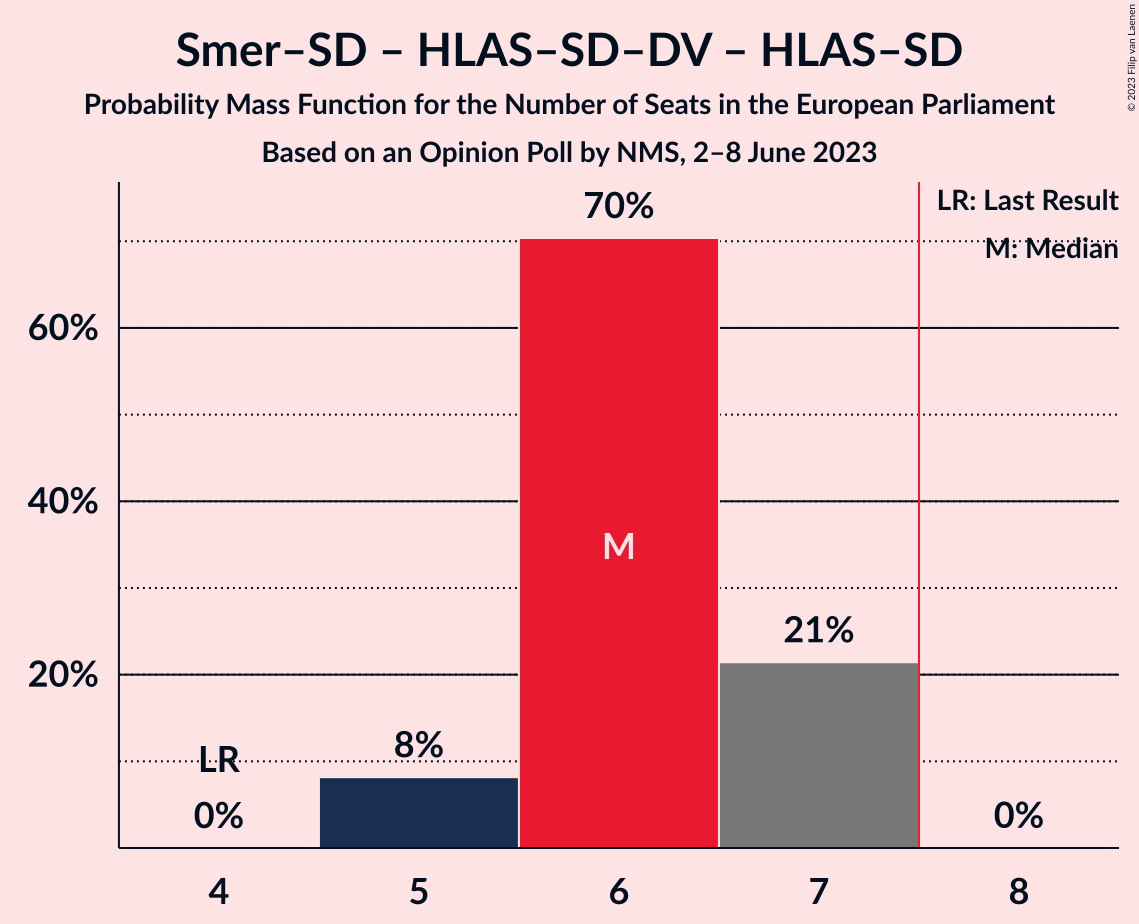 Smer–SD – HLAS–SD–DV – HLAS–SD
Probability Mass Function for the Number of Seats in the European Parliament
Based on an Opinion Poll by NMS, 2–8 June 2023
© 2023 Filip van Laenen
LR: Last Result
M: Median
70%
60%
40%
20%
M
21%
8%
LR
0%
0%
4
5
6
7
8